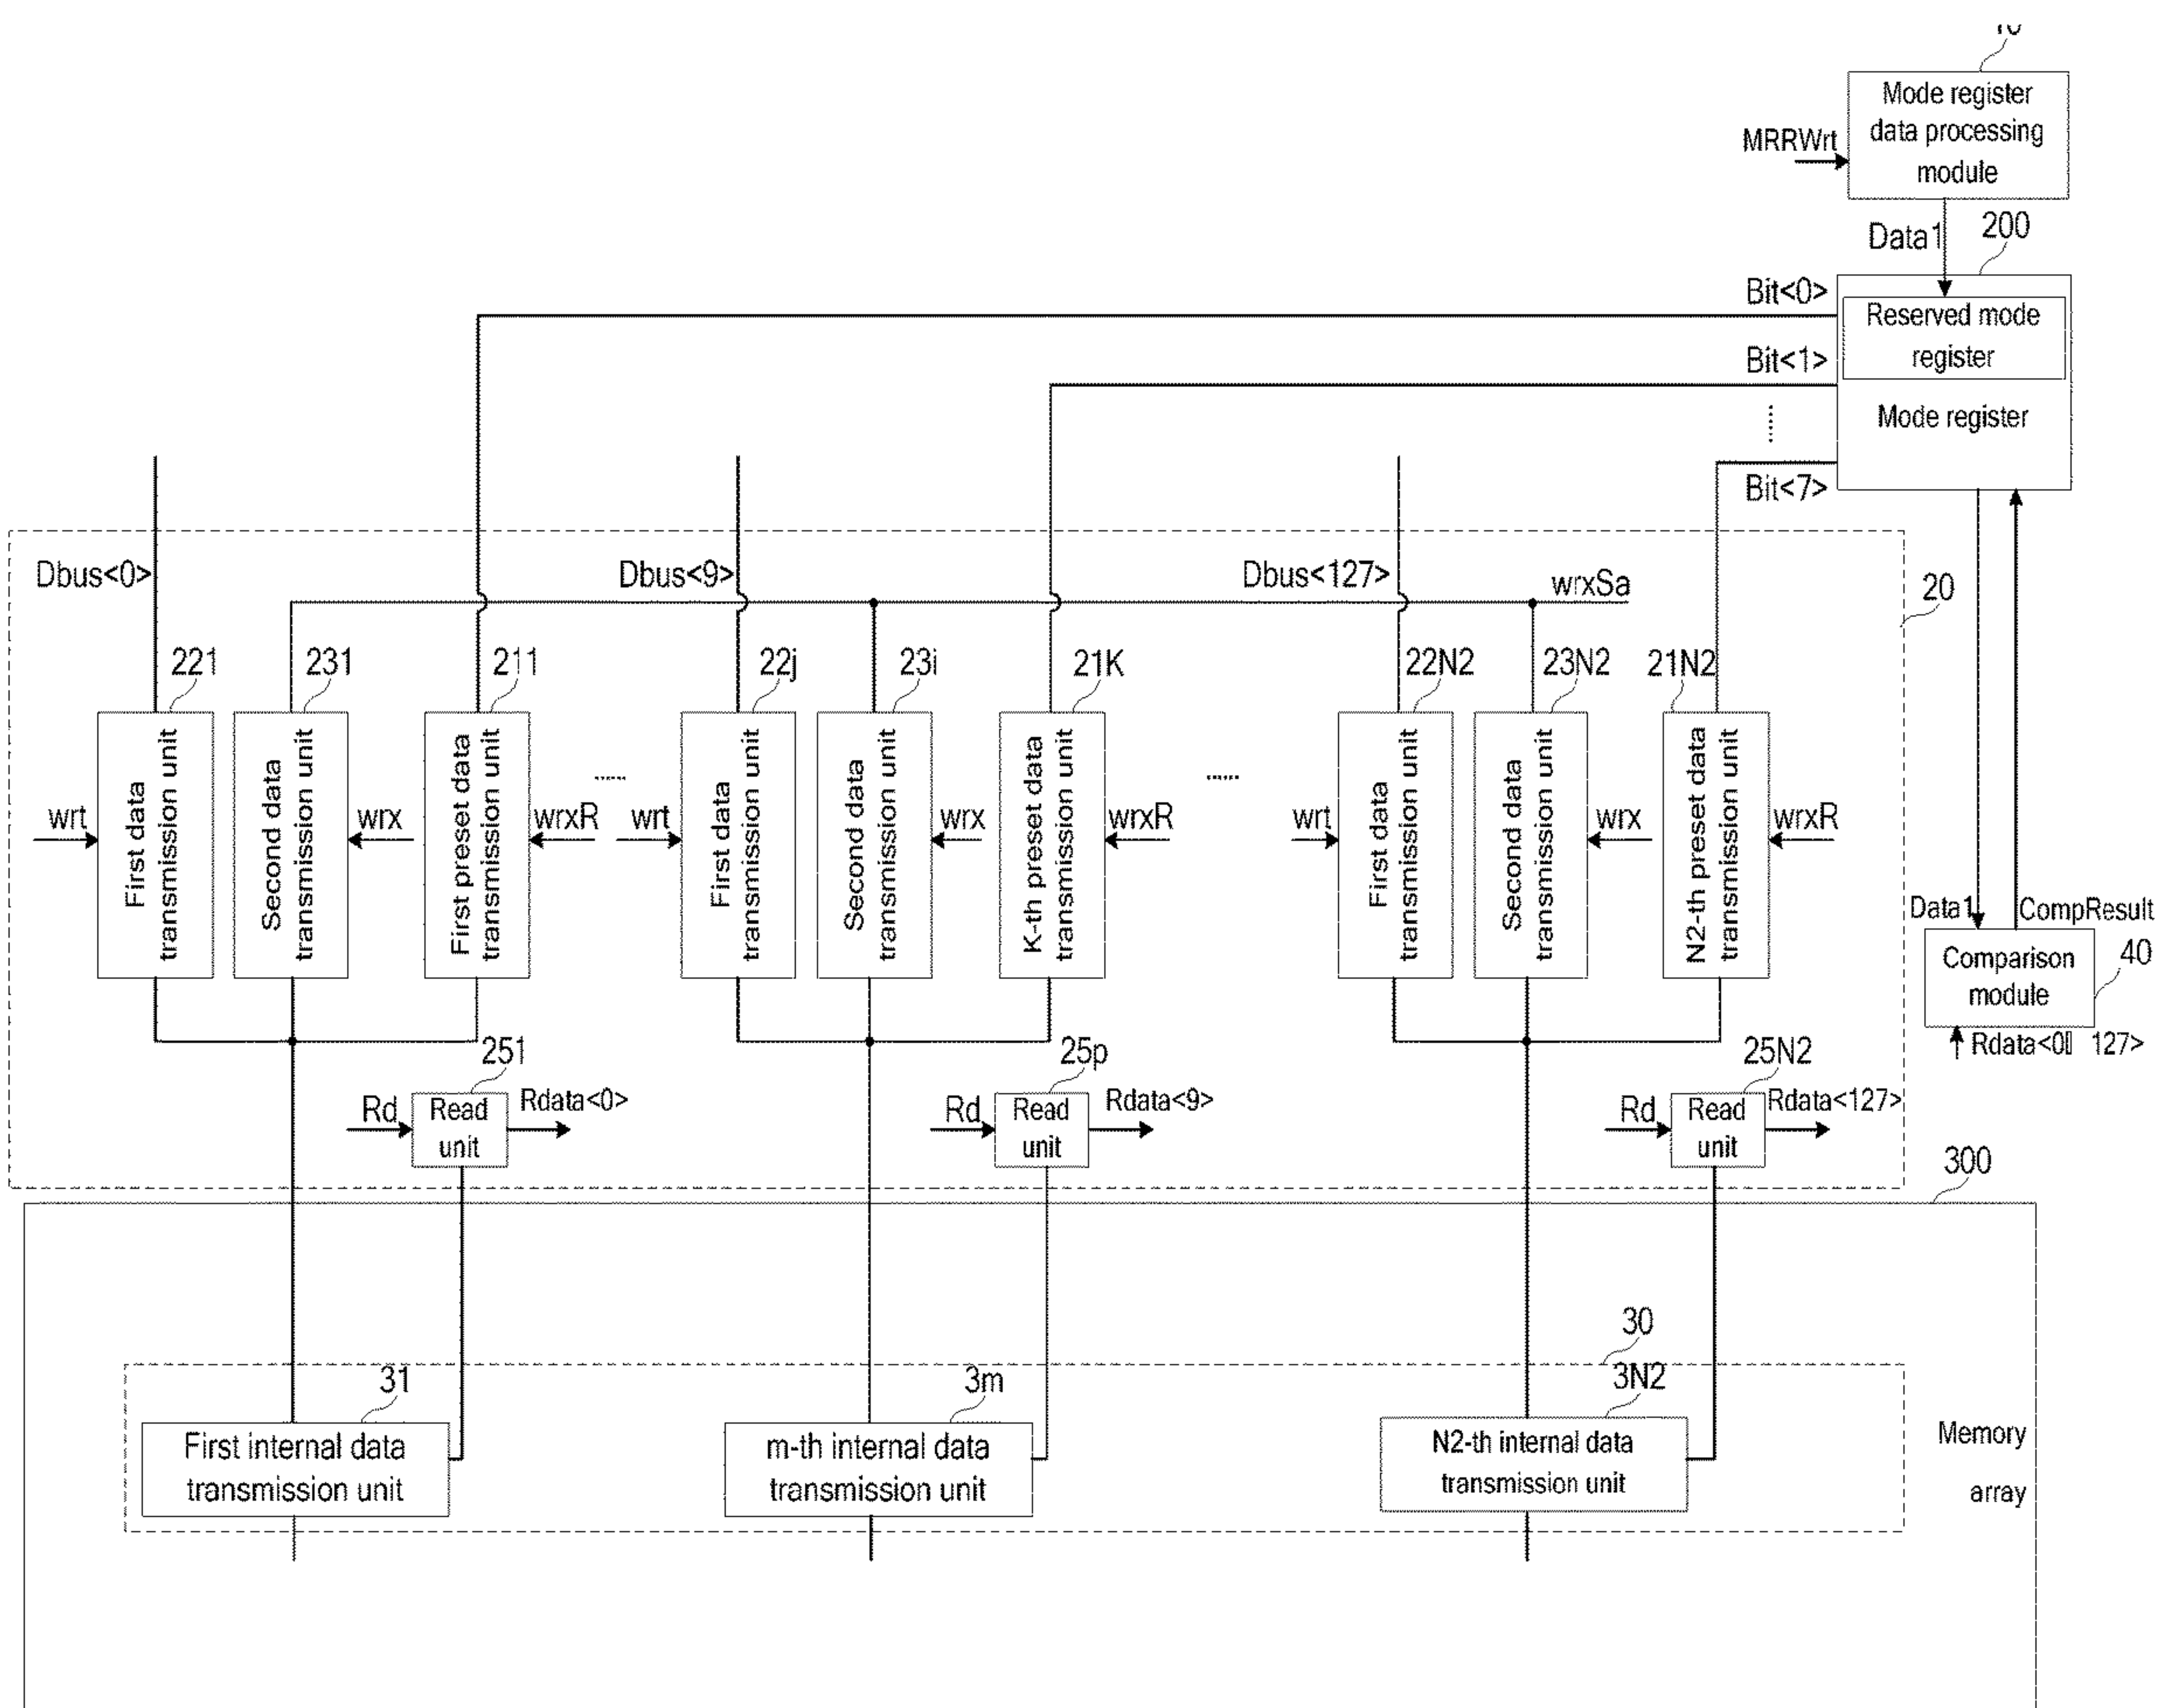 Mode register
data processing
module
MRRWrt
Data1
200
Bit<0>
Reserved mode
register
Bit<1>
Mode register
Bit<7>
Dbus<0>
Dbus<9>
Dbus<127>
wrxSa
20
221
231
211
22j
23i
21K
22N2
23N2
21N2
First data
transmission unit
Second data
transmission unit
First preset data
transmission unit
First data
transmission unit
Second data
transmission unit
K-th preset data
transmission unit
First data
transmission unit
Second data
transmission unit
N2-th preset data
transmission unit
wrt
wrx
wrxR
wrt
wrx
wrxR
wrt
wrx
wrxR
Data1
CompResult
Comparison
module
40
Rdata<0▯ 127>
251
25p
25N2
Rd
Read
unit
Rdata<0>
Rd
Read
unit
Rdata<9>
Rd
Read
unit
Rdata<127>
300
30
31
3m
3N2
First internal data
transmission unit
m-th internal data
transmission unit
N2-th internal data
transmission unit
Memory
array